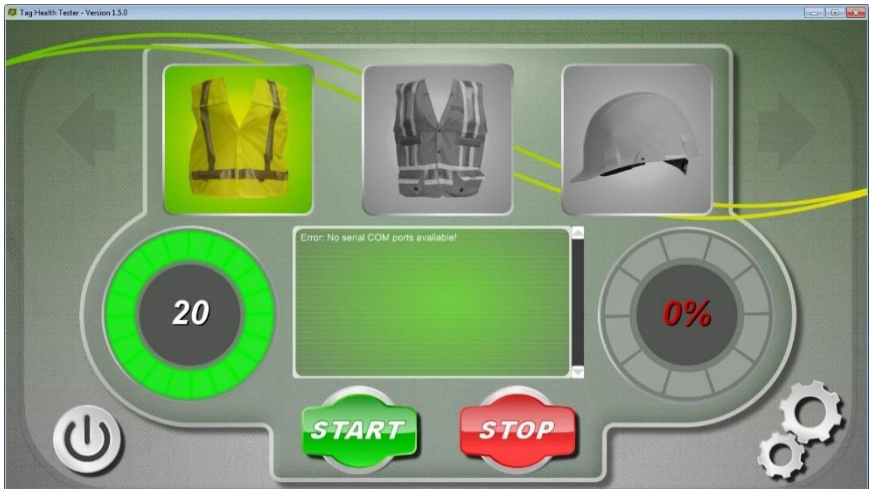 Tag Health Tester - Version 1.5.0
Error: No serial COM ports available!
20
0%
START
STOP